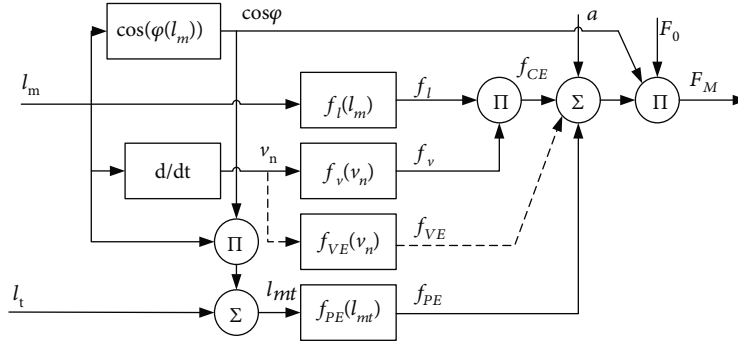 cosφ
a
cos(φ(l_m))
F_0
f_CE
l_m
f_l(l_m)
f_l
Π
Σ
Π
F_M
d/dt
v_n
f_v(v_n)
f_v
Π
f_VE(v_n)
f_VE
l_t
Σ
l_mt
f_PE(l_mt)
f_PE